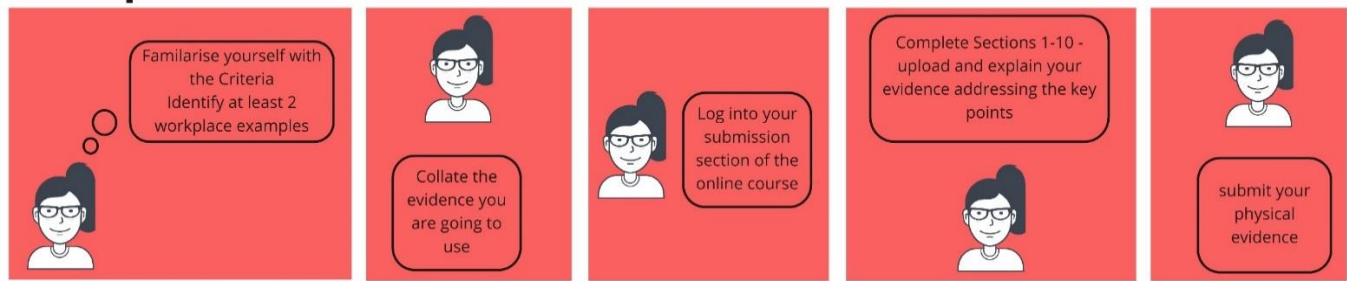 Familarise yourself with
the Criteria
Identify at least 2
workplace examples
Collate the
evidence you
are going to
use
Log into your
submission
section of the
online course
Complete Sections 1-10 -
upload and explain your
evidence addressing the key
points
submit your
physical
evidence